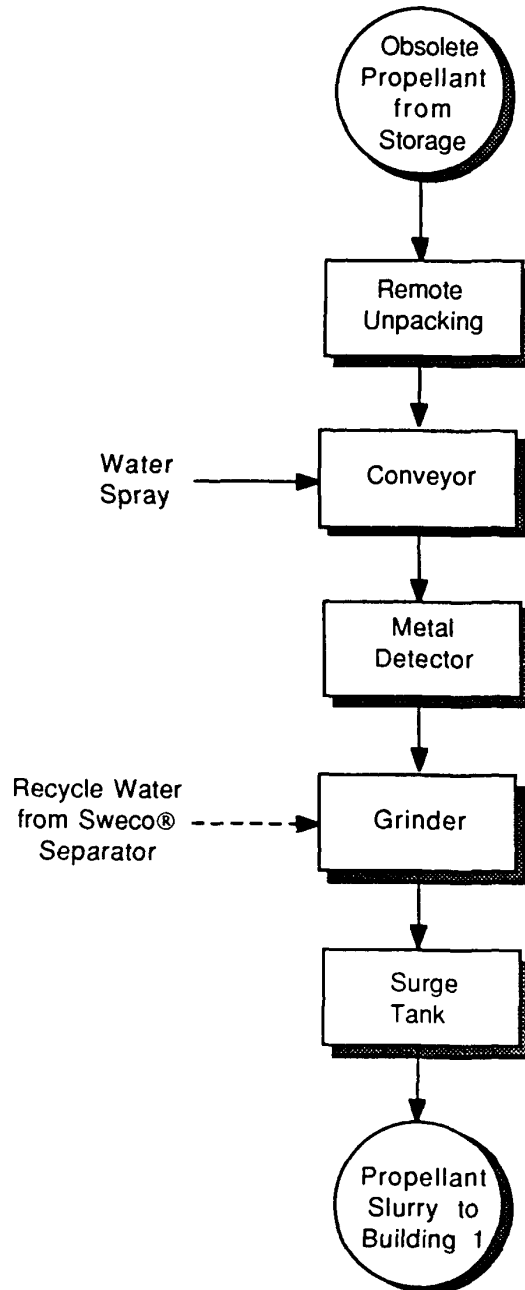 Obsolete
Propellant
from
Storage
Remote
Unpacking
Water
Spray
Conveyor
Metal
Detector
Recycle Water
from Sweco®
Separator
Grinder
Surge
Tank
Propellant
Slurry to
Building 1